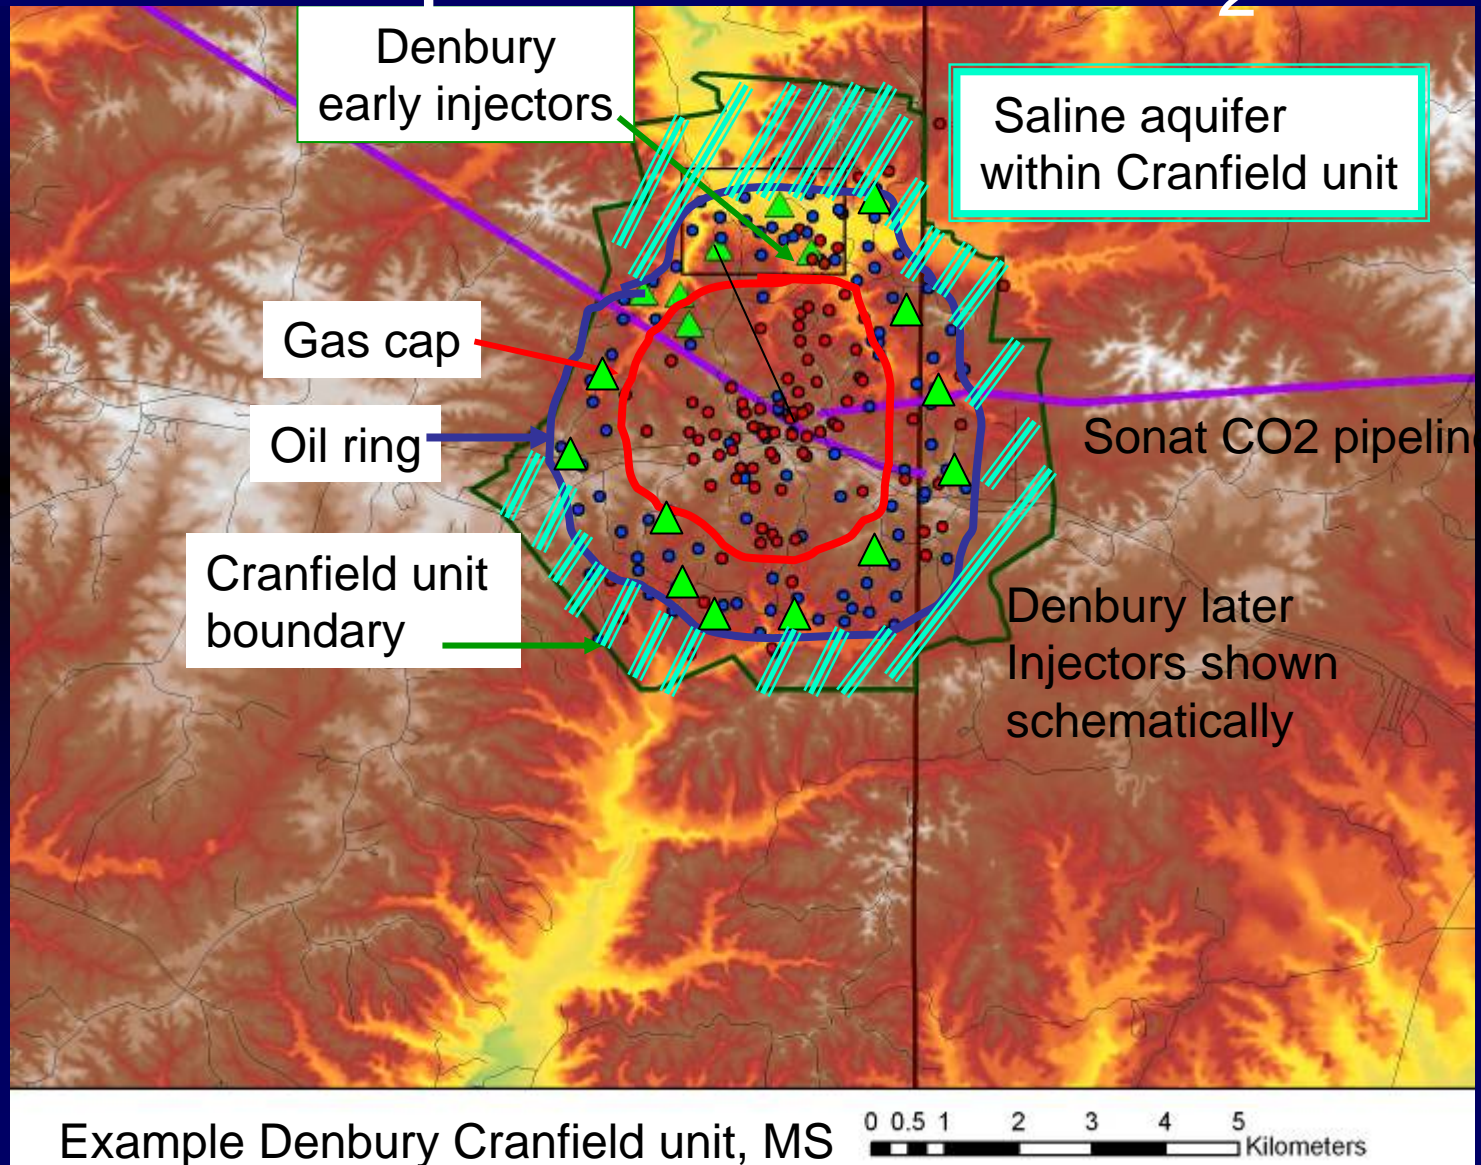 2
Denbury
early injectors
Saline aquifer
within Cranfield unit
Gas cap
Oil ring
Sonat CO2 pipelin
Cranfield unit
boundary
Denbury later
Injectors shown
schematically
Example Denbury Cranfield unit, MS
0 0.5 1 2 3 4 5
Kilometers